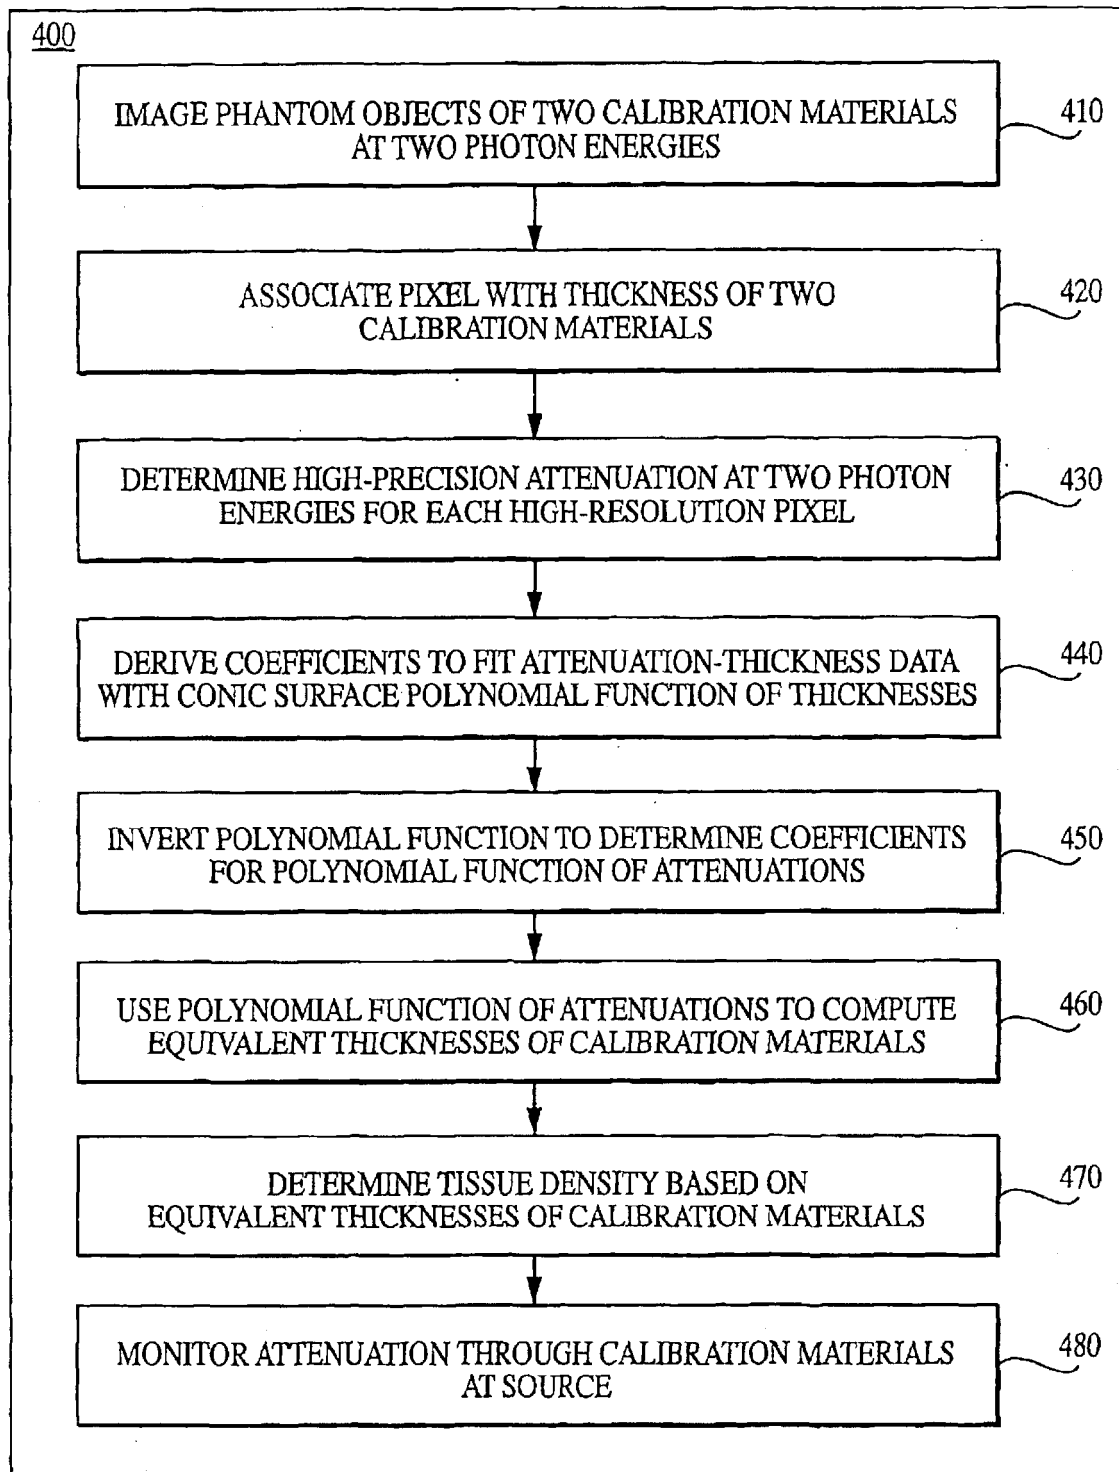 400
IMAGE PHANTOM OBJECTS OF TWO CALIBRATION MATERIALS
AT TWO PHOTON ENERGIES
410
ASSOCIATE PIXEL WITH THICKNESS OF TWO
CALIBRATION MATERIALS
420
DETERMINE HIGH-PRECISION ATTENUATION AT TWO PHOTON
ENERGIES FOR EACH HIGH-RESOLUTION PIXEL
430
DERIVE COEFFICIENTS TO FIT ATTENUATION-THICKNESS DATA
WITH CONIC SURFACE POLYNOMIAL FUNCTION OF THICKNESSES
440
INVERT POLYNOMIAL FUNCTION TO DETERMINE COEFFICIENTS
FOR POLYNOMIAL FUNCTION OF ATTENUATIONS
450
USE POLYNOMIAL FUNCTION OF ATTENUATIONS TO COMPUTE
EQUIVALENT THICKNESSES OF CALIBRATION MATERIALS
460
DETERMINE TISSUE DENSITY BASED ON
EQUIVALENT THICKNESSES OF CALIBRATION MATERIALS
470
MONITOR ATTENUATION THROUGH CALIBRATION MATERIALS
AT SOURCE
480